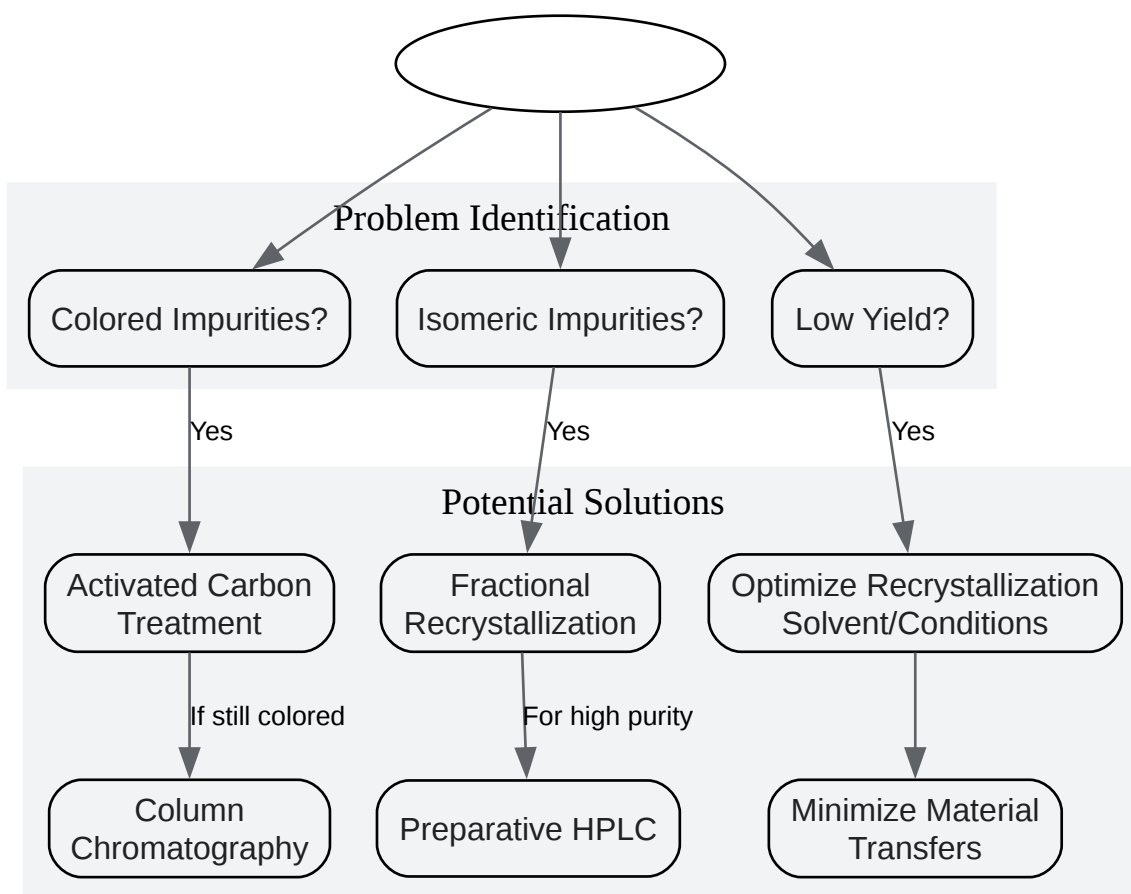 Problem Identification
Colored Impurities?
Isomeric Impurities?
Low Yield?
Yes
Yes
Yes
Potential Solutions
Activated Carbon
Treatment
Fractional
Recrystallization
Optimize Recrystallization
Solvent/Conditions
If still colored
For high purity
Column
Chromatography
Preparative HPLC
Minimize Material
Transfers